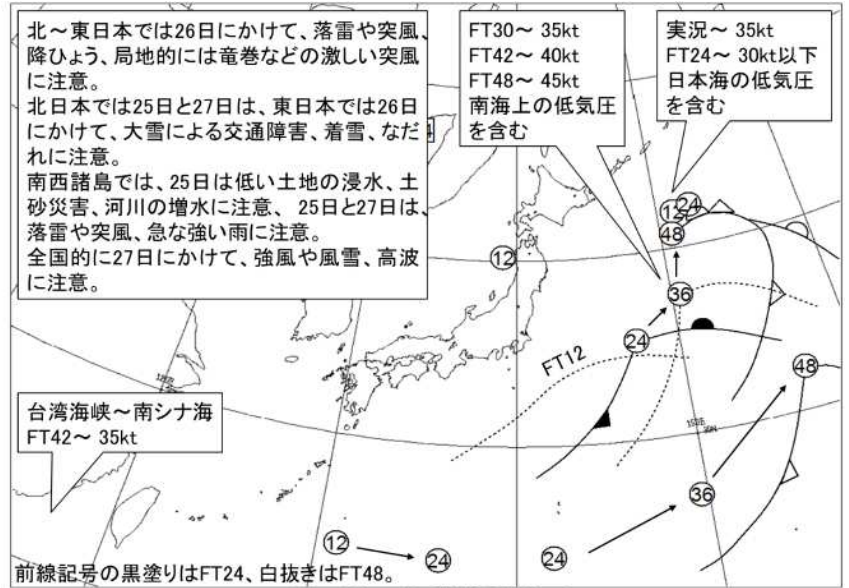 北～東日本では26日にかけて、落雷や突風、
降ひょう、局地的には竜巻などの激しい突風
に注意。
北日本では25日と27日は、東日本では26日
にかけて、大雪による交通障害、着雪、なだ
れに注意。
南西諸島では、25日は低い土地の浸水、土
砂災害、河川の増水に注意、 25日と27日は、
落雷や突風、急な強い雨に注意。
全国的に27日にかけて、強風や風雪、高波
に注意。
FT30～ 35kt
FT42～ 40kt
FT48～ 45kt
南海上の低気圧
を含む
実況～ 35kt
FT24～ 30kt以下
日本海の低気圧
を含む
12
24
48
12
36
24
FT12
48
台湾海峡～南シナ海
FT42～ 35kt
36
12
24
24
前線記号の黒塗りはFT24、白抜きはFT48。